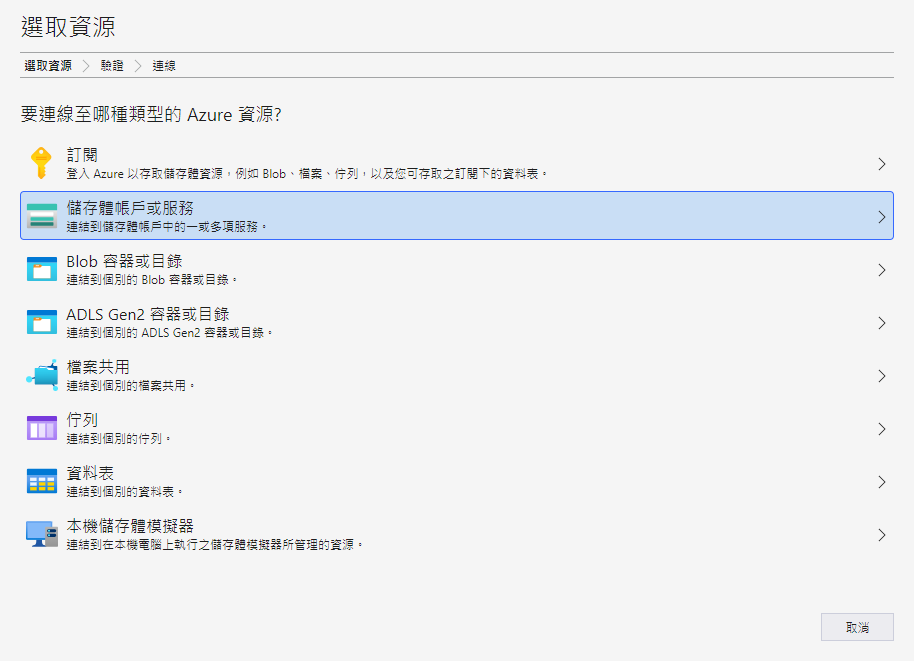 選取資源
選取資源 驗證 連線
要連線至哪種類型的 Azure 資源?
訂閱
登入 Azure 以存取儲存體資源，例如 Blob、檔案、佇列，以及您可存取之訂閱下的資料表。
儲存體帳戶或服務
連結到儲存體帳戶中的一或多項服務。
Blob 容器或目錄
連結到個別的 Blob 容器或目錄。
ADLS Gen2 容器或目錄
連結到個別的 ADLS Gen2 容器或目錄。
檔案共用
連結到個別的檔案共用。
佇列
連結到個別的佇列。
資料表
連結到個別的資料表。
本機儲存體模擬器
連結到在本機電腦上執行之儲存體模擬器所管理的資源。
取消